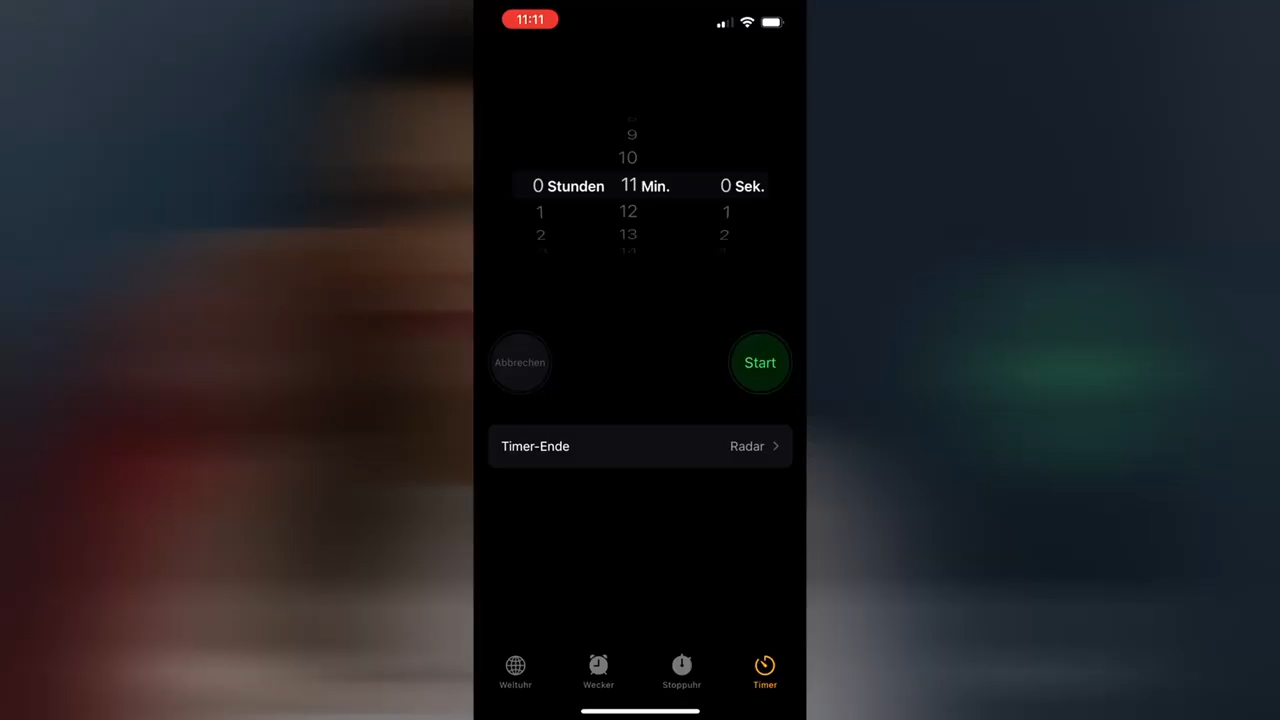 11:11
9
10
0 Stunden 11 Min. 0 Sek.
1 12 1
2 13 2
Abbrechen Start
Timer-Ende Radar
Weltuhr Wecker Stoppuhr Timer